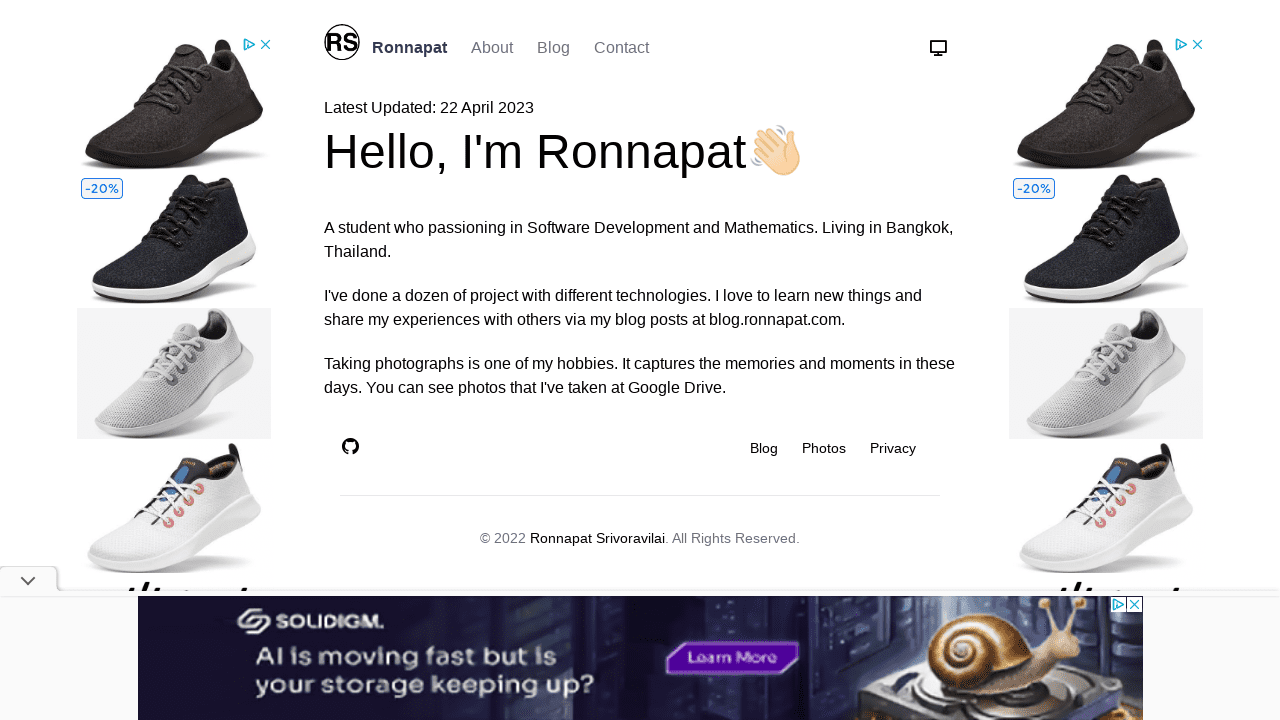 RS
Ronnapat
About
Blog
Contact
Latest Updated: 22 April 2023
Hello, I'm Ronnapat
A student who passioning in Software Development and Mathematics. Living in Bangkok,
Thailand.
I've done a dozen of project with different technologies. I love to learn new things and
share my experiences with others via my blog posts at blog.ronnapat.com.
Taking photographs is one of my hobbies. It captures the memories and moments in these
days. You can see photos that I've taken at Google Drive.
Blog
Photos
Privacy
© 2022 Ronnapat Srivoravilai. All Rights Reserved.
-20%
-20%
SOLIDIGM.
AI is moving fast but is
your storage keeping up?
Learn More